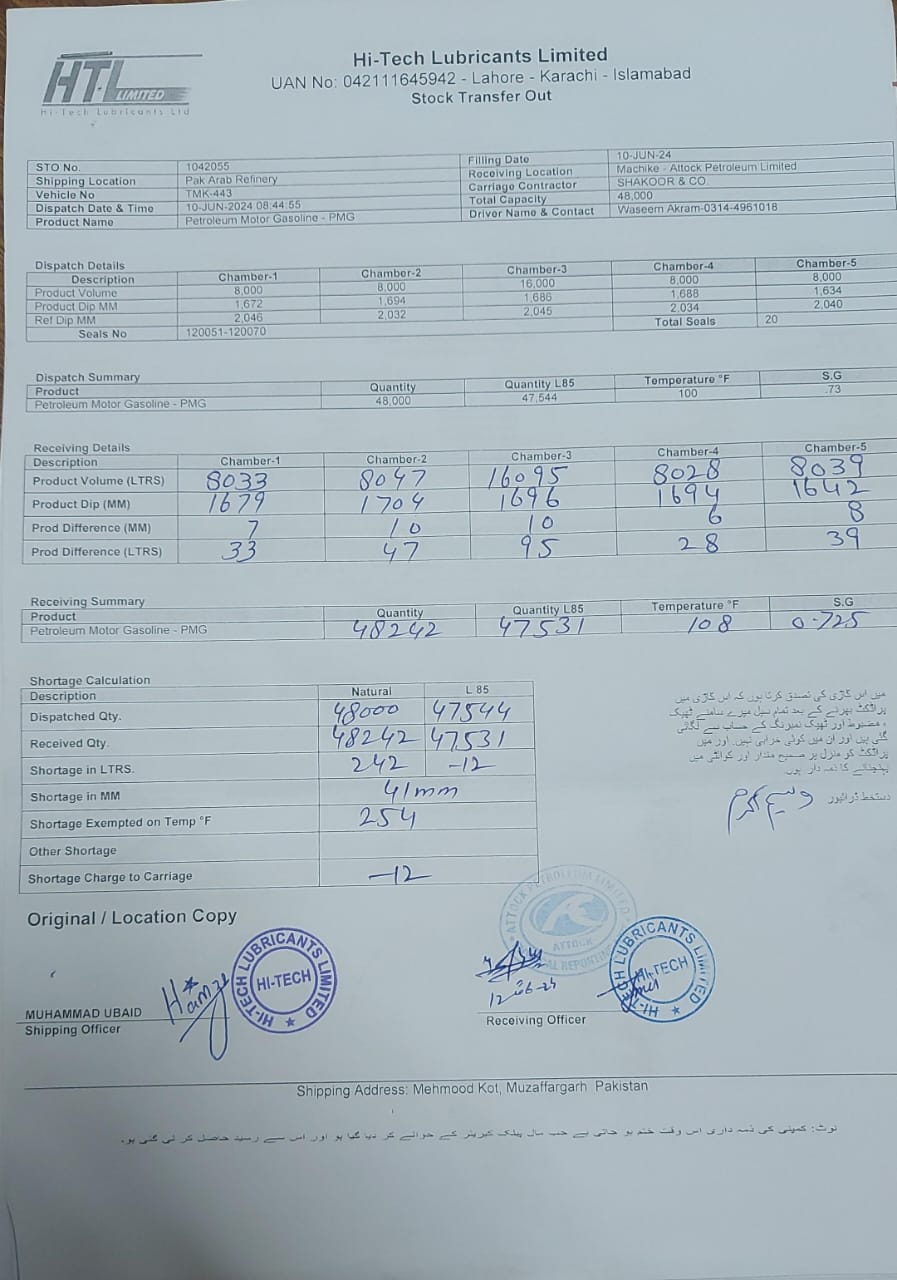 HTL LIMITED
Hi-Tech Lubricants Ltd
Hi-Tech Lubricants Limited
UAN No: 042111645942 - Lahore - Karachi - Islamabad
Stock Transfer Out
STO No. 1042055 Filling Date 10-JUN-24
Shipping Location Pak Arab Refinery Receiving Location Machike - Attock Petroleum Limited
Vehicle No TMK-443 Carriage Contractor SHAKOOR & CO.
Dispatch Date & Time 10-JUN-2024 08:44:55 Total Capacity 48,000
Product Name Petroleum Motor Gasoline - PMG Driver Name & Contact Waseem Akram-0314-4961018
Dispatch Details
Description Chamber-1 Chamber-2 Chamber-3 Chamber-4 Chamber-5
Product Volume 8,000 8,000 16,000 8,000 8,000
Product Dip MM 1,672 1,694 1,686 1,688 1,634
Ref Dip MM 2,046 2,032 2,045 2,034 2,040
Seals No 120051-120070 Total Seals 20
Dispatch Summary
Product Quantity Quantity L85 Temperature °F S.G
Petroleum Motor Gasoline - PMG 48,000 47,544 100 .73
Receiving Details
Description Chamber-1 Chamber-2 Chamber-3 Chamber-4 Chamber-5
Product Volume (LTRS) 8033 8047 16095 8028 8039
Product Dip (MM) 1679 1704 1696 1694 1642
Prod Difference (MM) 7 10 10 6 8
Prod Difference (LTRS) 33 47 95 28 39
Receiving Summary
Product Quantity Quantity L85 Temperature °F S.G
Petroleum Motor Gasoline - PMG 48242 47531 108 0.725
Shortage Calculation
Description Natural L 85
Dispatched Qty. 48000 47544
Received Qty. 48242 47531
Shortage in LTRS. 242 -12
Shortage in MM 41mm
Shortage Exempted on Temp °F 254
Other Shortage
Shortage Charge to Carriage -12
میں اس گاڑی کی تصدق کرتا ہوں کہ اس گاڑی میں
پراڈکٹ بھرنے کے بعد تمام سیل میرے سامنے ٹھیک
، مضبوط اور ٹھیک نمبرنگ کے حساب سے لگائی
گئی ہیں اور ان میں کوئی خرابی نہیں۔ اور میں
پراڈکٹ کو منزل پر صحیح مقدار اور کوالٹی میں
پہنچانے کا ذمہ دار ہوں۔
دستخط ڈرائیور وسیم اکرم
Original / Location Copy
ATTOCK PETROLEUM LIMITED
ATTOCK
HI-TECH LUBRICANTS LIMITED
HI-TECH
HI-TECH LUBRICANTS LIMITED
HI-TECH
Hamza
12-06-24
MUHAMMAD UBAID
Shipping Officer
Receiving Officer
Shipping Address: Mehmood Kot, Muzaffargarh Pakistan
نوٹ: کمپنی کی ذمہ داری اس وقت ختم ہو جاتی ہے جب مال پبلک کیریئر کے حوالے کر دیا گیا ہو اور اس سے رسید حاصل کر لی گئی ہو۔